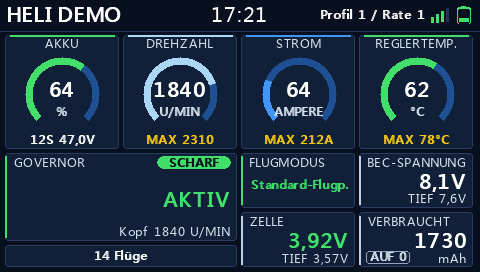 HELI DEMO 17:21 Profil 1 / Rate 1
AKKU DREHZAHL STROM REGLERTEMP.
64 1840 64 62
% U/MIN AMPERE °C
12S 47,0V MAX 2310 MAX 212A MAX 78°C
GOVERNOR SCHARF
AKTIV
Kopf 1840 U/MIN
FLUGMODUS
Standard-Flugp.
BEC-SPANNUNG
8,1V
TIEF 7,6V
14 Flüge
ZELLE
3,92V
TIEF 3,57V
VERBRAUCHT
1730
AUF 0 mAh